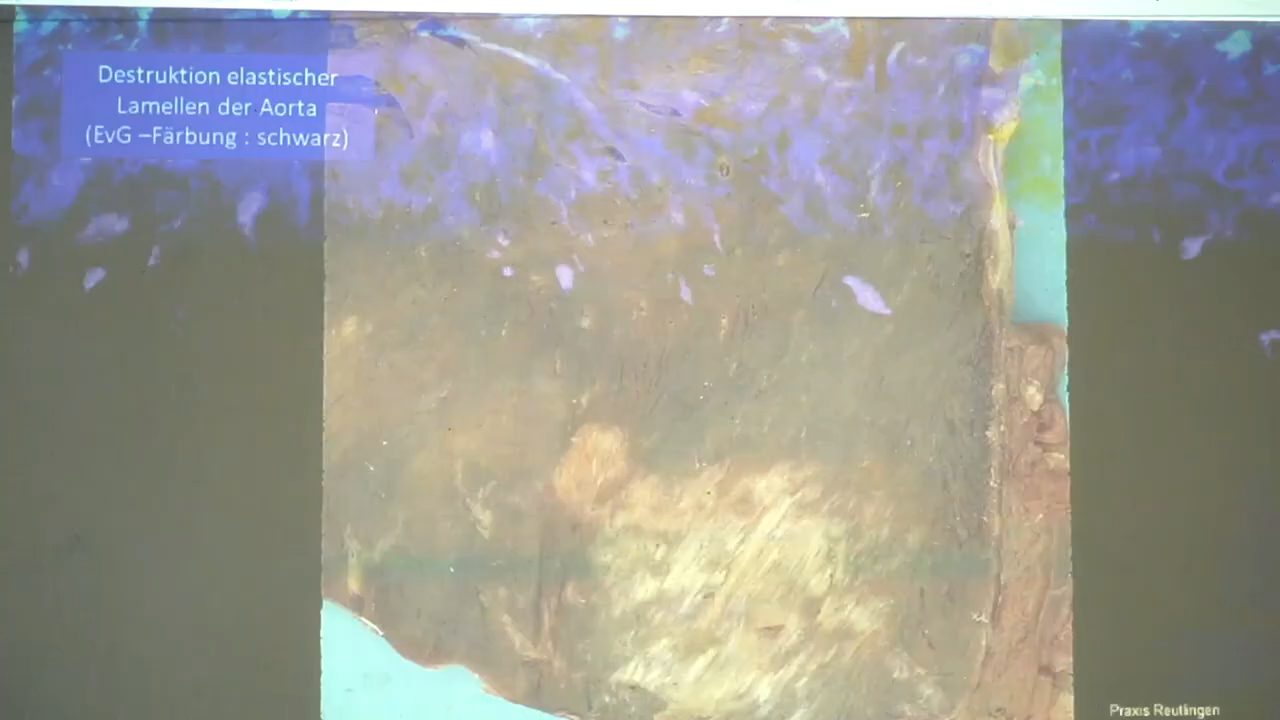 Destruktion elastischer
Lamellen der Aorta
(EvG –Färbung : schwarz)
Praxis Reutlingen